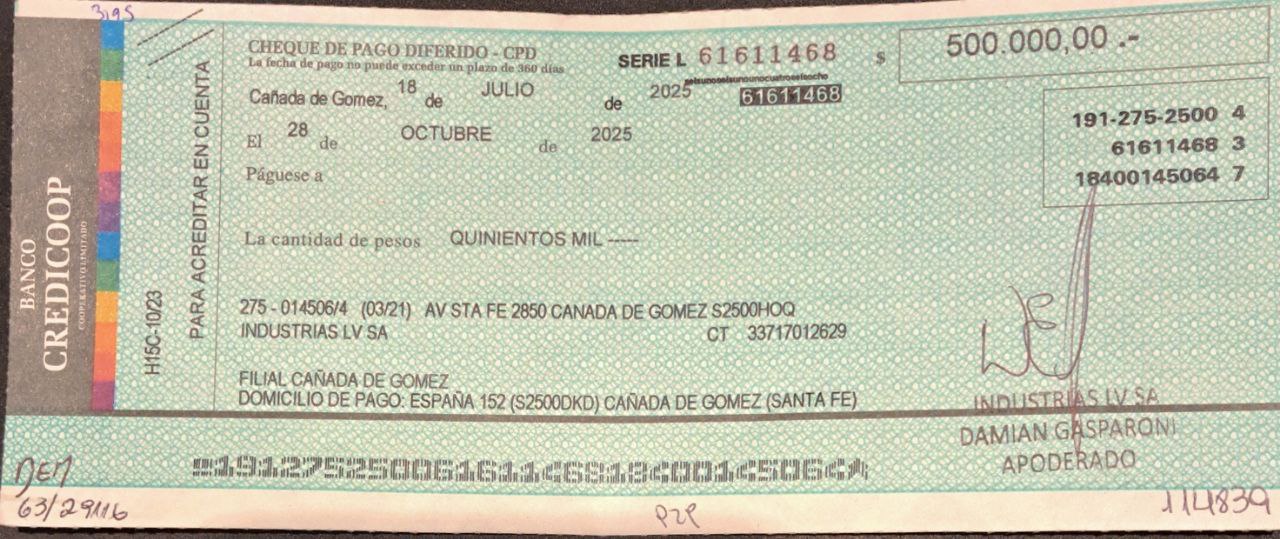 3195
BANCO
CREDICOOP
COOPERATIVO LIMITADO
H15C-10/23
PARA ACREDITAR EN CUENTA
CHEQUE DE PAGO DIFERIDO - CPD
La fecha de pago no puede exceder un plazo de 360 días
SERIE L 61611468 $ 500.000,00 .-
seisunoseisunounocuatroseisocho
61611468
Cañada de Gomez, 18 de JULIO de 2025
El 28 de OCTUBRE de 2025
Páguese a
191-275-2500 4
61611468 3
18400145064 7
La cantidad de pesos QUINIENTOS MIL -----
275 - 014506/4 (03/21) AV STA FE 2850 CANADA DE GOMEZ S2500HOQ
INDUSTRIAS LV SA CT 33717012629
FILIAL CAÑADA DE GOMEZ
DOMICILIO DE PAGO: ESPAÑA 152 (S2500DKD) CAÑADA DE GOMEZ (SANTA FE)
INDUSTRIAS LV SA
DAMIAN GASPARONI
APODERADO
19127525006161146818400145064
63/29116
114839